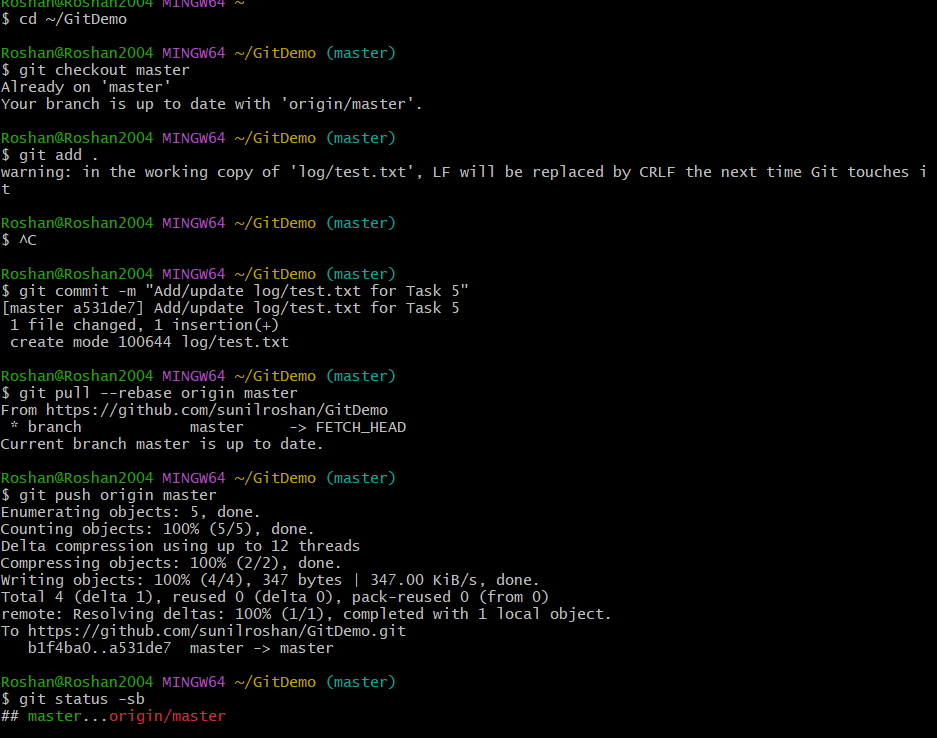 Roshan@Roshan2004 MINGW64 ~
$ cd ~/GitDemo
Roshan@Roshan2004 MINGW64 ~/GitDemo (master)
$ git checkout master
Already on 'master'
Your branch is up to date with 'origin/master'.
Roshan@Roshan2004 MINGW64 ~/GitDemo (master)
$ git add .
warning: in the working copy of 'log/test.txt', LF will be replaced by CRLF the next time Git touches i
t
Roshan@Roshan2004 MINGW64 ~/GitDemo (master)
$ ^C
Roshan@Roshan2004 MINGW64 ~/GitDemo (master)
$ git commit -m "Add/update log/test.txt for Task 5"
[master a531de7] Add/update log/test.txt for Task 5
 1 file changed, 1 insertion(+)
 create mode 100644 log/test.txt
Roshan@Roshan2004 MINGW64 ~/GitDemo (master)
$ git pull --rebase origin master
From https://github.com/sunilroshan/GitDemo
 * branch            master     -> FETCH_HEAD
Current branch master is up to date.
Roshan@Roshan2004 MINGW64 ~/GitDemo (master)
$ git push origin master
Enumerating objects: 5, done.
Counting objects: 100% (5/5), done.
Delta compression using up to 12 threads
Compressing objects: 100% (2/2), done.
Writing objects: 100% (4/4), 347 bytes | 347.00 KiB/s, done.
Total 4 (delta 1), reused 0 (delta 0), pack-reused 0 (from 0)
remote: Resolving deltas: 100% (1/1), completed with 1 local object.
To https://github.com/sunilroshan/GitDemo.git
   b1f4ba0..a531de7  master -> master
Roshan@Roshan2004 MINGW64 ~/GitDemo (master)
$ git status -sb
## master...origin/master